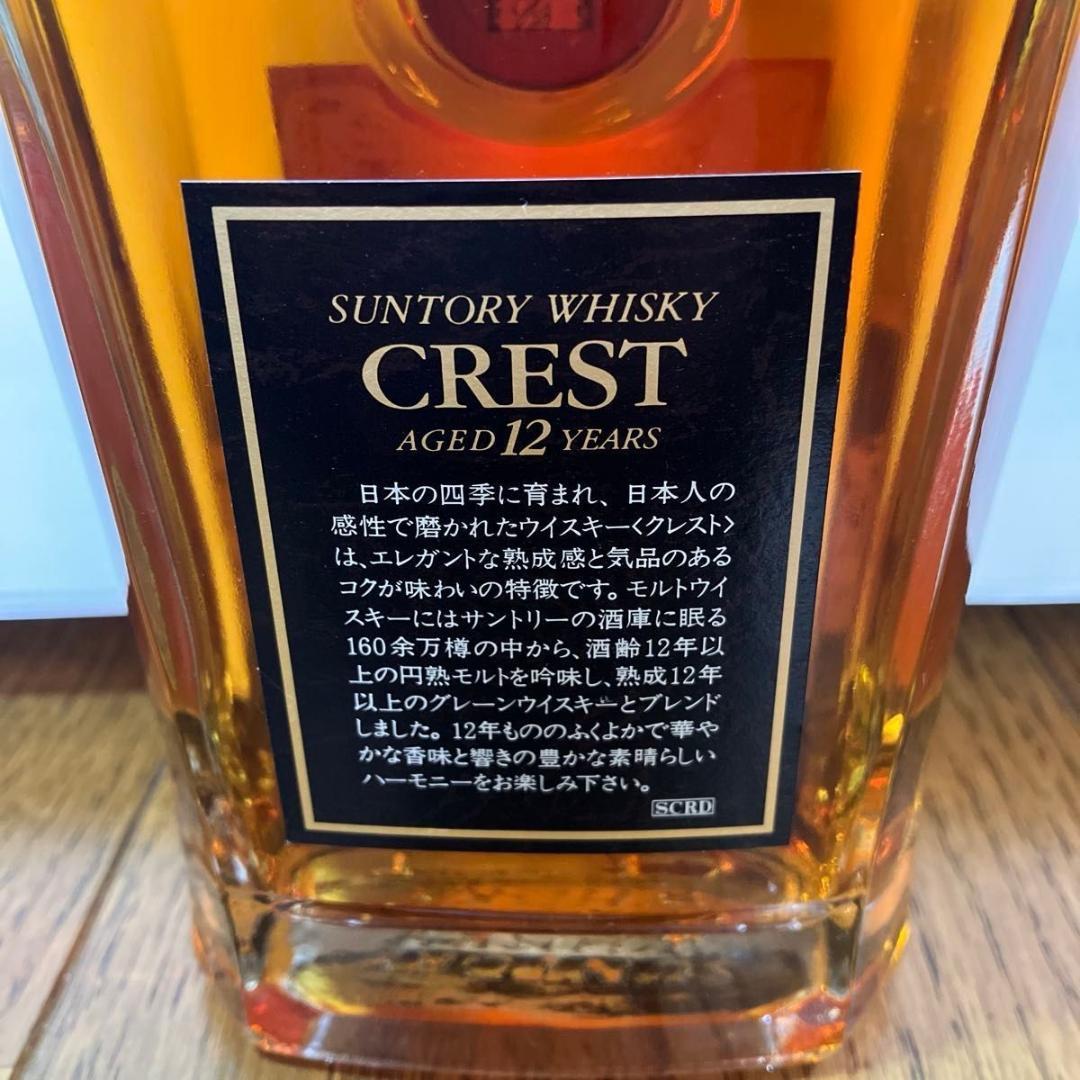 SUNTORY WHISKY
CREST
AGED 12 YEARS
日本の四季に育まれ、日本人の
感性で磨かれたウイスキー〈クレスト〉
は、エレガントな熟成感と気品のある
コクが味わいの特徴です。モルトウイ
スキーにはサントリーの酒庫に眠る
160余万樽の中から、酒齢12年以
上の円熟モルトを吟味し、熟成12年
以上のグレーンウイスキーとブレンド
しました。12年もののふくよかで華や
かな香味と響きの豊かな素晴らしい
ハーモニーをお楽しみ下さい。
SCRD